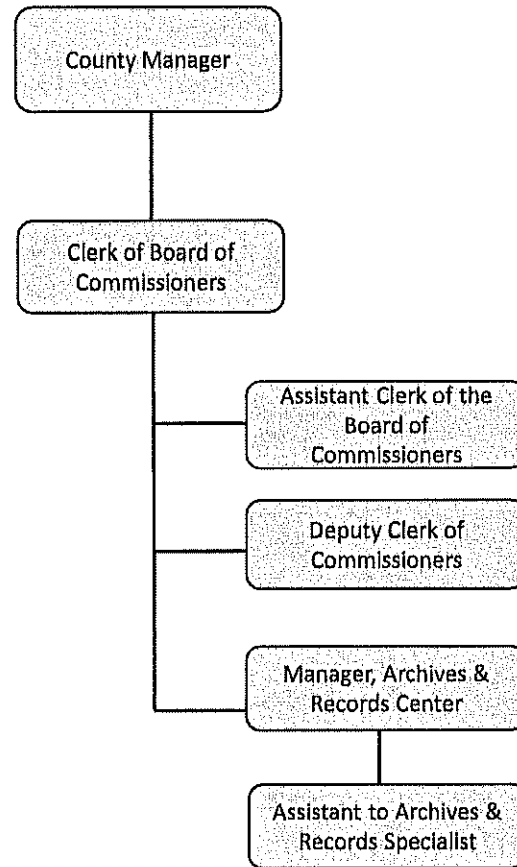 County Manager
Clerk of Board of
Commissioners
Assistant Clerk of the
Board of
Commissioners
Deputy Clerk of
Commissioners
Manager, Archives &
Records Center
Assistant to Archives &
Records Specialist